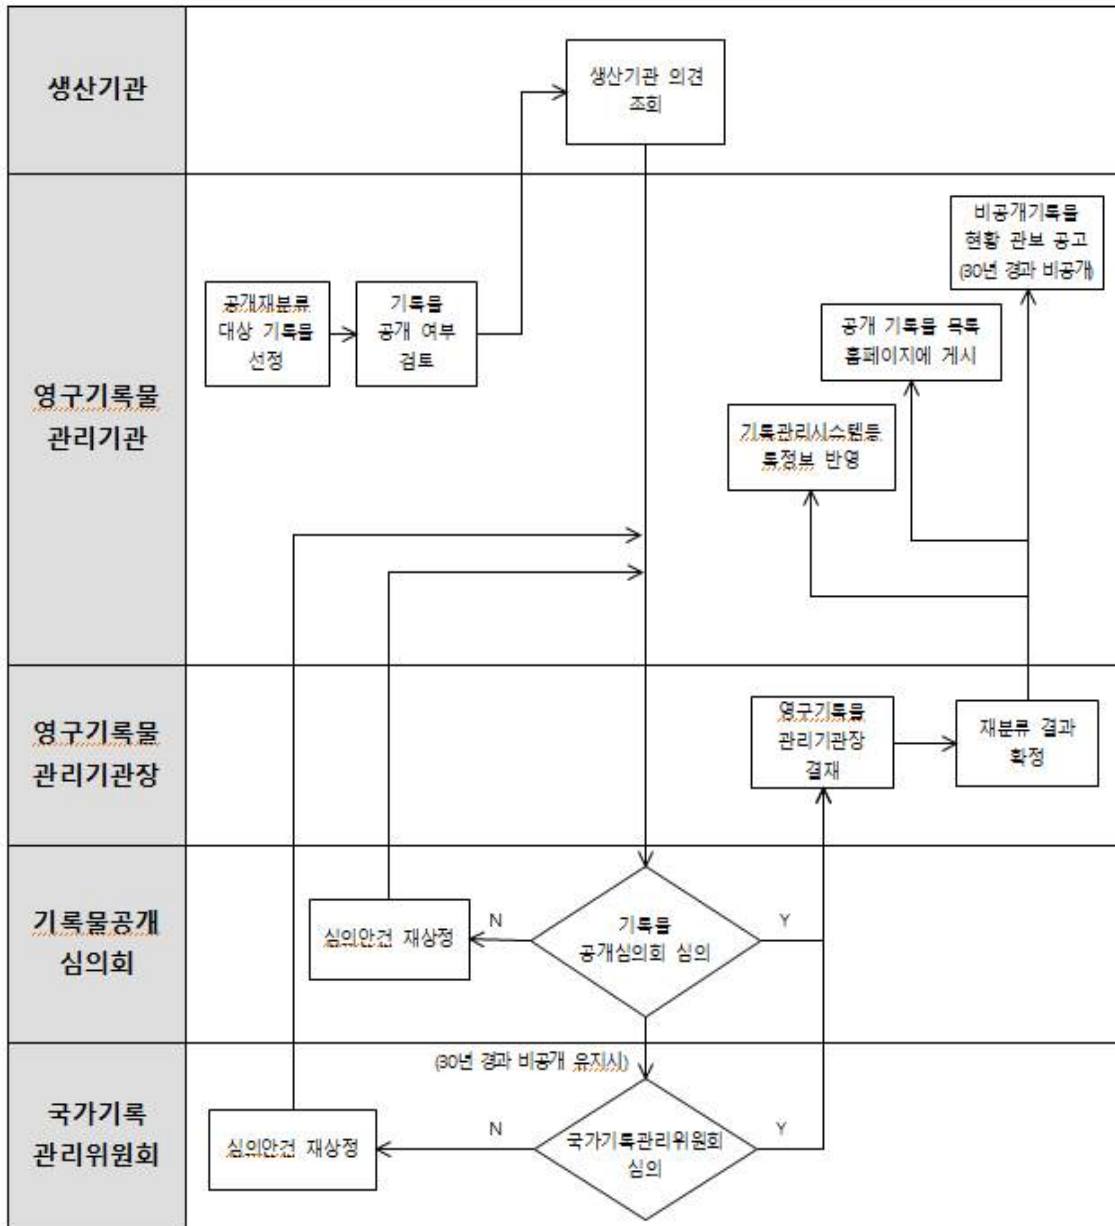 생산기관
생산기관 의견
조회
영구기록물
관리기관
공개재분류
대상 기록물
선정
기록물
공개 여부
검토
비공개기록물
현황 관보 공고
(30년 경과 비공개)
공개 기록물 목록
홈페이지에 게시
기록관리시스템등
록정보 반영
영구기록물
관리기관장
영구기록물
관리기관장
결재
재분류 결과
확정
기록물공개
심의회
심의안건 재상정
N
기록물
공개심의회 심의
Y
국가기록
관리위원회
(30년 경과 비공개 유지시)
심의안건 재상정
N
국가기록관리위원회
심의
Y